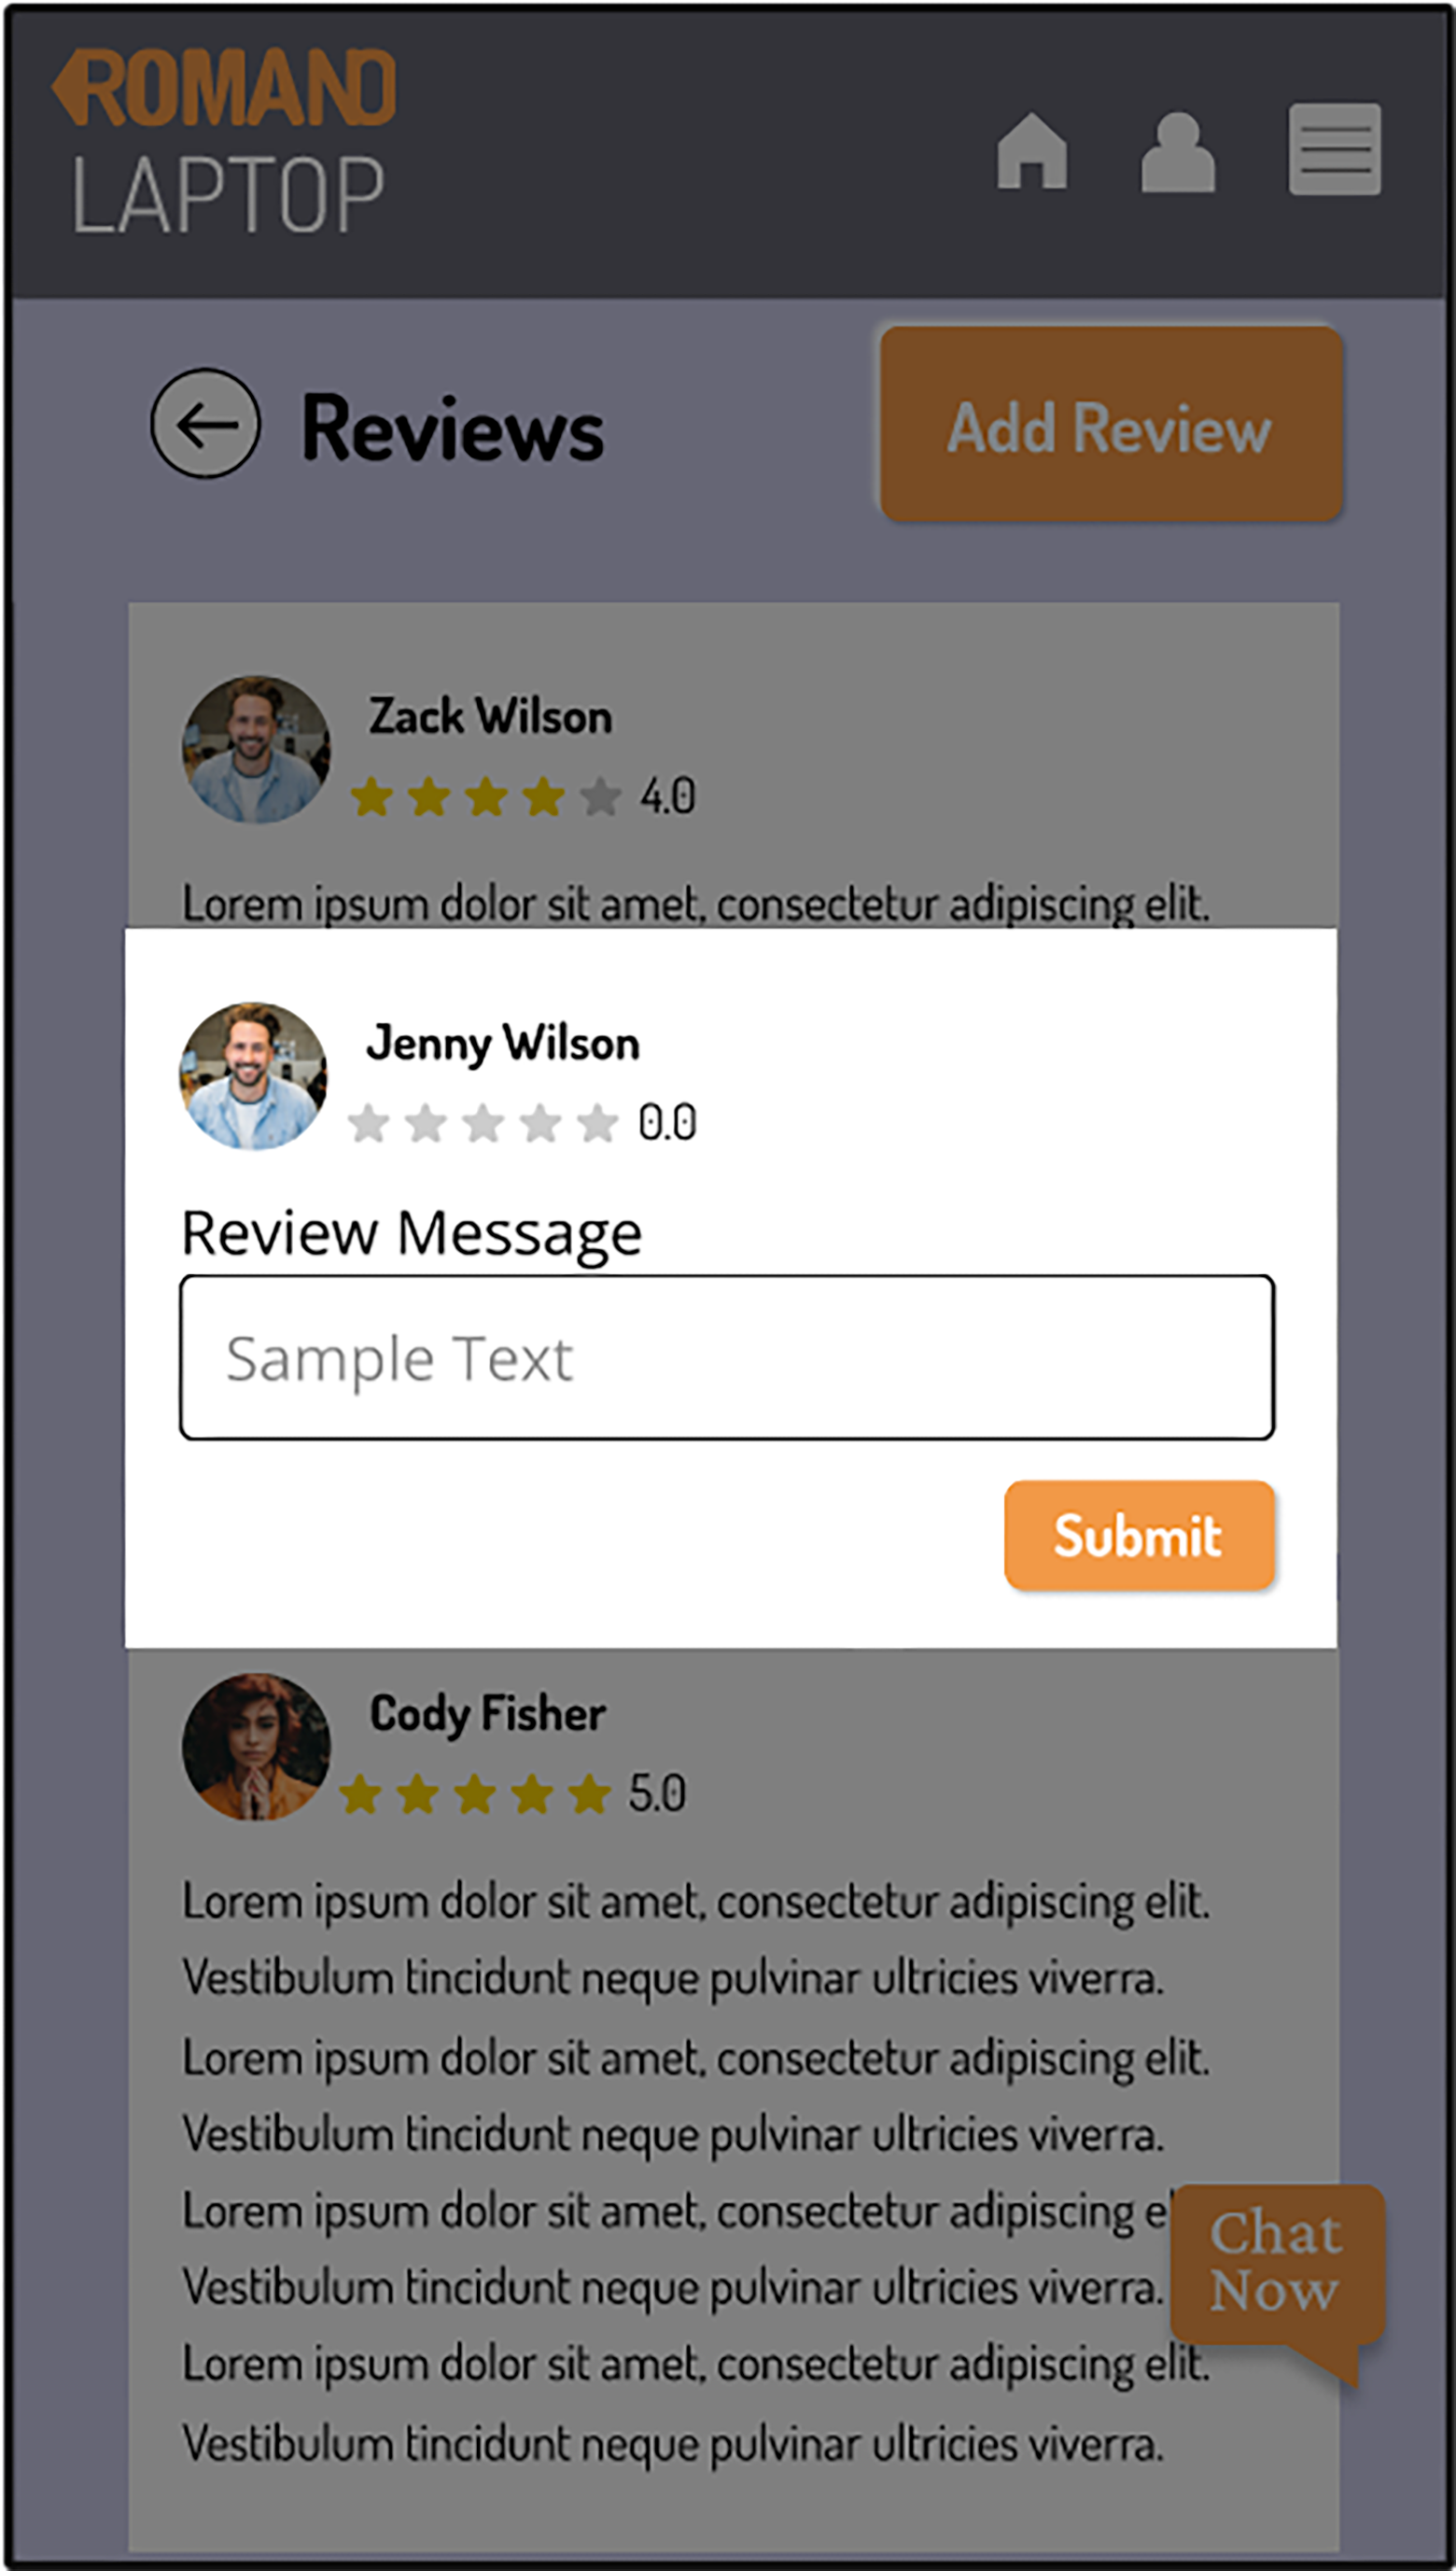 ROMANO
LAPTOP
Reviews
Add Review
Zack Wilson
4.0
Lorem ipsum dolor sit amet, consectetur adipiscing elit.
Jenny Wilson
0.0
Review Message
Sample Text
Submit
Cody Fisher
5.0
Lorem ipsum dolor sit amet, consectetur adipiscing elit.
Vestibulum tincidunt neque pulvinar ultricies viverra.
Lorem ipsum dolor sit amet, consectetur adipiscing elit.
Vestibulum tincidunt neque pulvinar ultricies viverra.
Lorem ipsum dolor sit amet, consectetur adipiscing
Vestibulum tincidunt neque pulvinar ultricies viverra.
Chat
Now
Lorem ipsum dolor sit amet, consectetur adipiscing elit.
Vestibulum tincidunt neque pulvinar ultricies viverra.